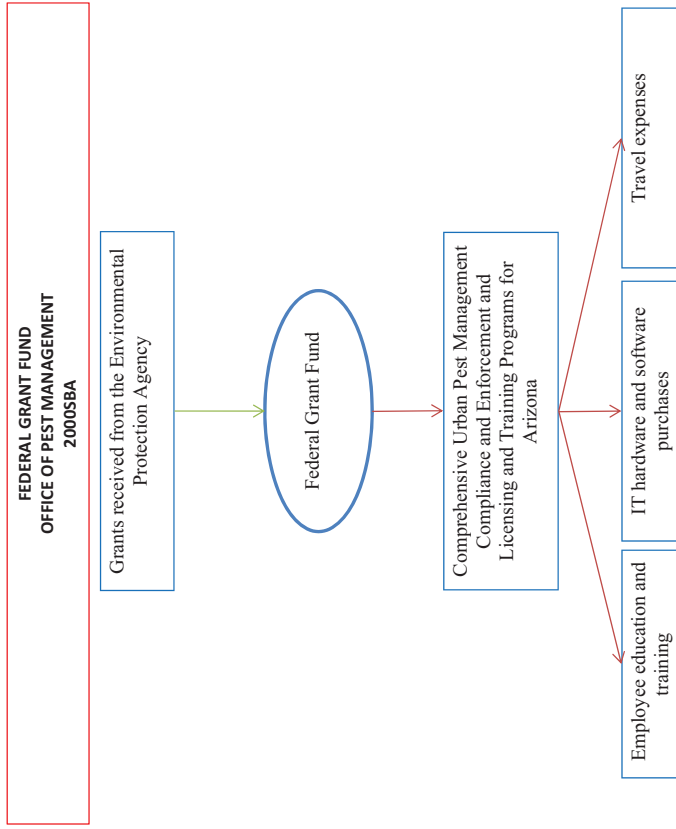 FEDERAL GRANT FUND
OFFICE OF PEST MANAGEMENT
2000SBA
Grants received from the Environmental
Protection Agency
Federal Grant Fund
Comprehensive Urban Pest Management
Compliance and Enforcement and
Licensing and Training Programs for
Arizona
Employee education and
training
IT hardware and software
purchases
Travel expenses